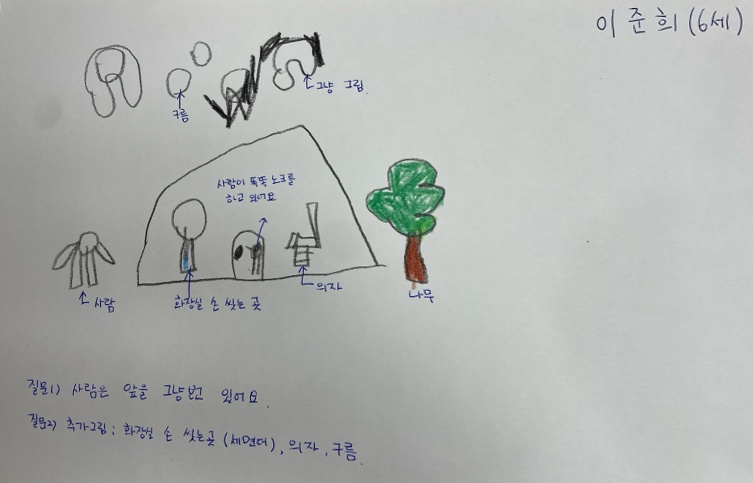 이준희(6세)
그냥 그림.
구름
사람이 똑똑 노크를
하고 있어요
사람
화장실 손 씻는 곳
의자
나무
질문1) 사람은 앞을 그냥 번 있어요.
질문2) 추가그림: 화장실 손 씻는곳(세면대), 의자, 구름.